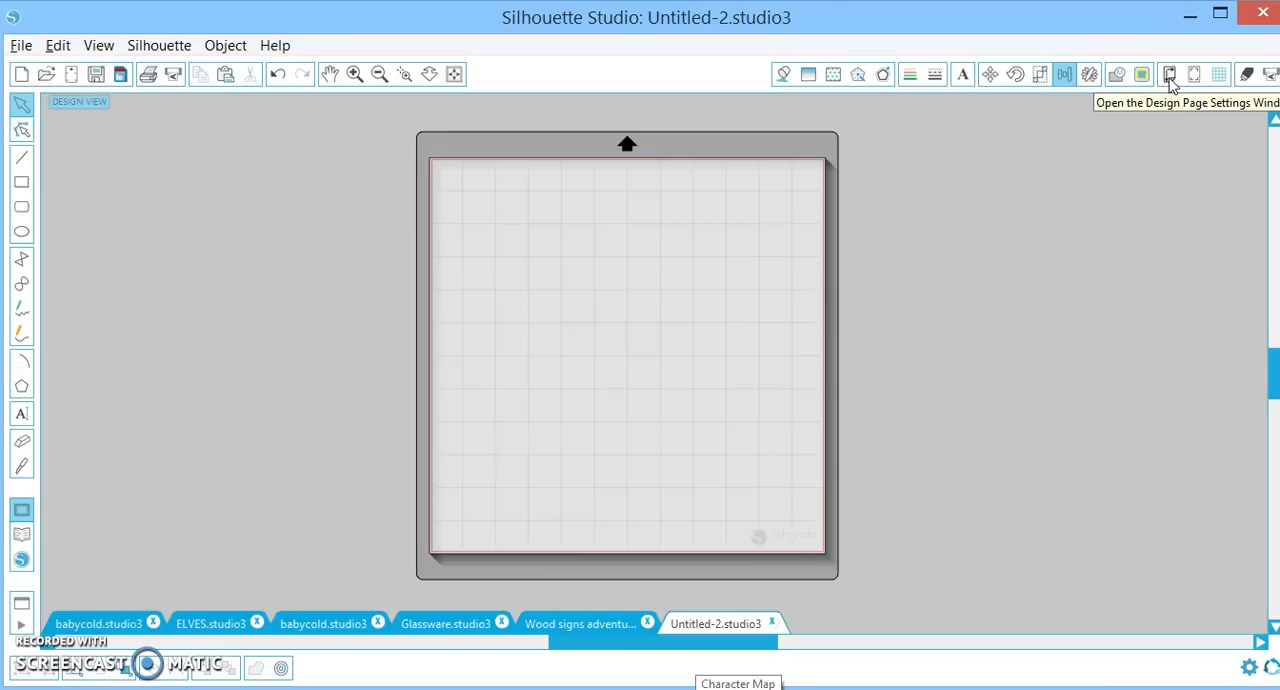 Silhouette Studio: Untitled-2.studio3
File Edit View Silhouette Object Help
Open the Design Page Settings Wind
DESIGN VIEW
silhouette
babycold.studio3 ELVES.studio3 babycold.studio3 Glassware.studio3 Wood signs adventu... Untitled-2.studio3
RECORDED WITH
SCREENCAST MATIC
Character Map